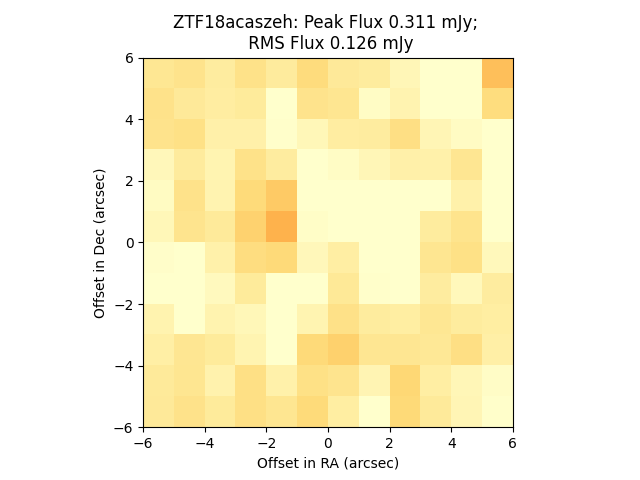 ZTF18acaszeh: Peak Flux 0.311 mJy;
RMS Flux 0.126 mJy
6
4
2
0
−2
−4
−6
Offset in Dec (arcsec)
−6 −4 −2 0 2 4 6
Offset in RA (arcsec)